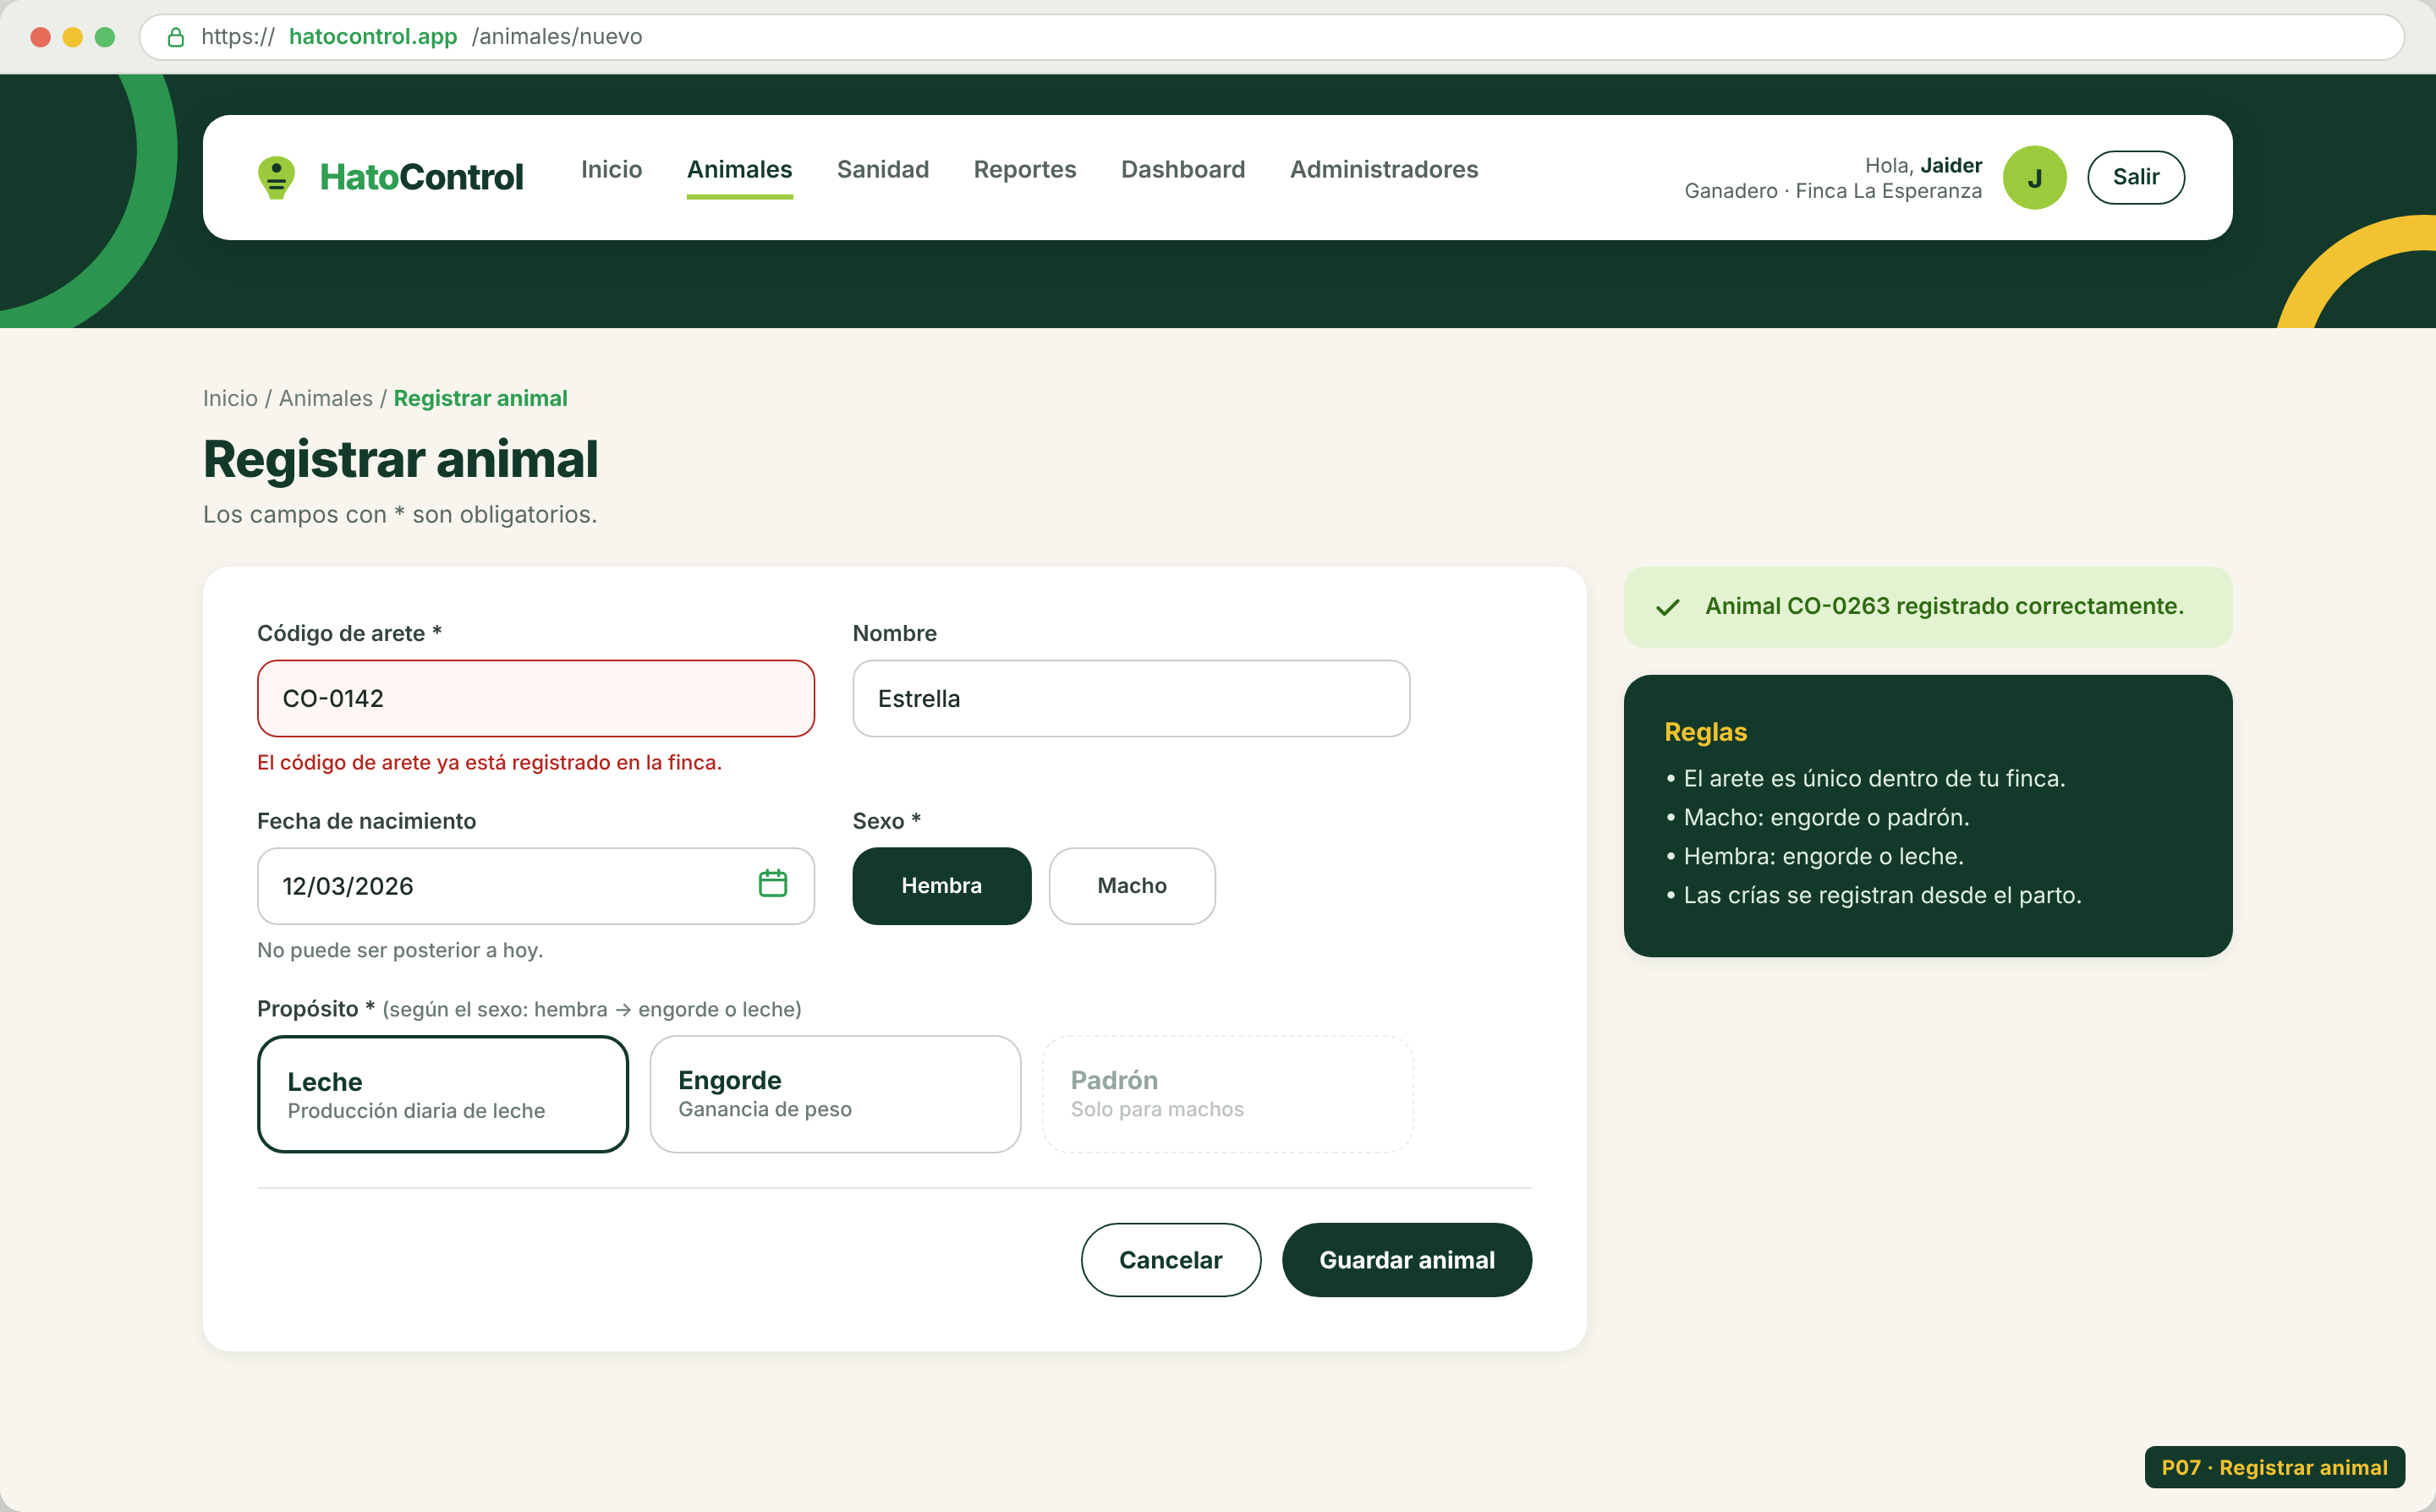 https:// hatocontrol.app /animales/nuevo
HatoControl
Inicio
Animales
Sanidad
Reportes
Dashboard
Administradores
Hola, Jaider
Ganadero · Finca La Esperanza
J
Salir
Inicio / Animales / Registrar animal
Registrar animal
Los campos con * son obligatorios.
Código de arete *
Nombre
CO-0142
Estrella
El código de arete ya está registrado en la finca.
Fecha de nacimiento
Sexo *
12/03/2026
Hembra
Macho
No puede ser posterior a hoy.
Propósito * (según el sexo: hembra → engorde o leche)
Leche
Producción diaria de leche
Engorde
Ganancia de peso
Padrón
Solo para machos
Cancelar
Guardar animal
Animal CO-0263 registrado correctamente.
Reglas
• El arete es único dentro de tu finca.
• Macho: engorde o padrón.
• Hembra: engorde o leche.
• Las crías se registran desde el parto.
P07 · Registrar animal